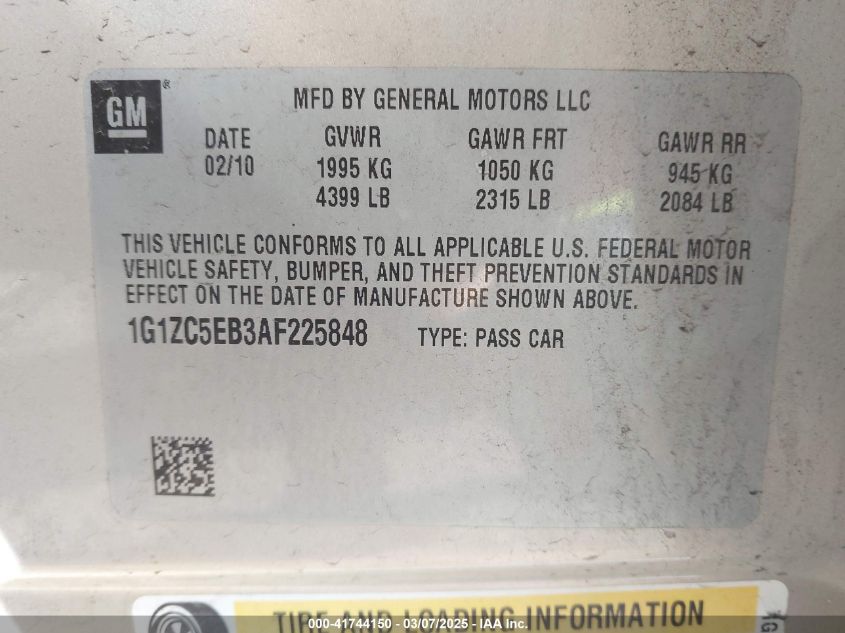 GM ®
MFD BY GENERAL MOTORS LLC
DATE GVWR GAWR FRT GAWR RR
02/10 1995 KG 1050 KG 945 KG
4399 LB 2315 LB 2084 LB
THIS VEHICLE CONFORMS TO ALL APPLICABLE U.S. FEDERAL MOTOR
VEHICLE SAFETY, BUMPER, AND THEFT PREVENTION STANDARDS IN
EFFECT ON THE DATE OF MANUFACTURE SHOWN ABOVE.
1G1ZC5EB3AF225848 TYPE: PASS CAR
TIRE AND LOADING INFORMATION
000-41744150 - 03/07/2025 - IAA Inc.